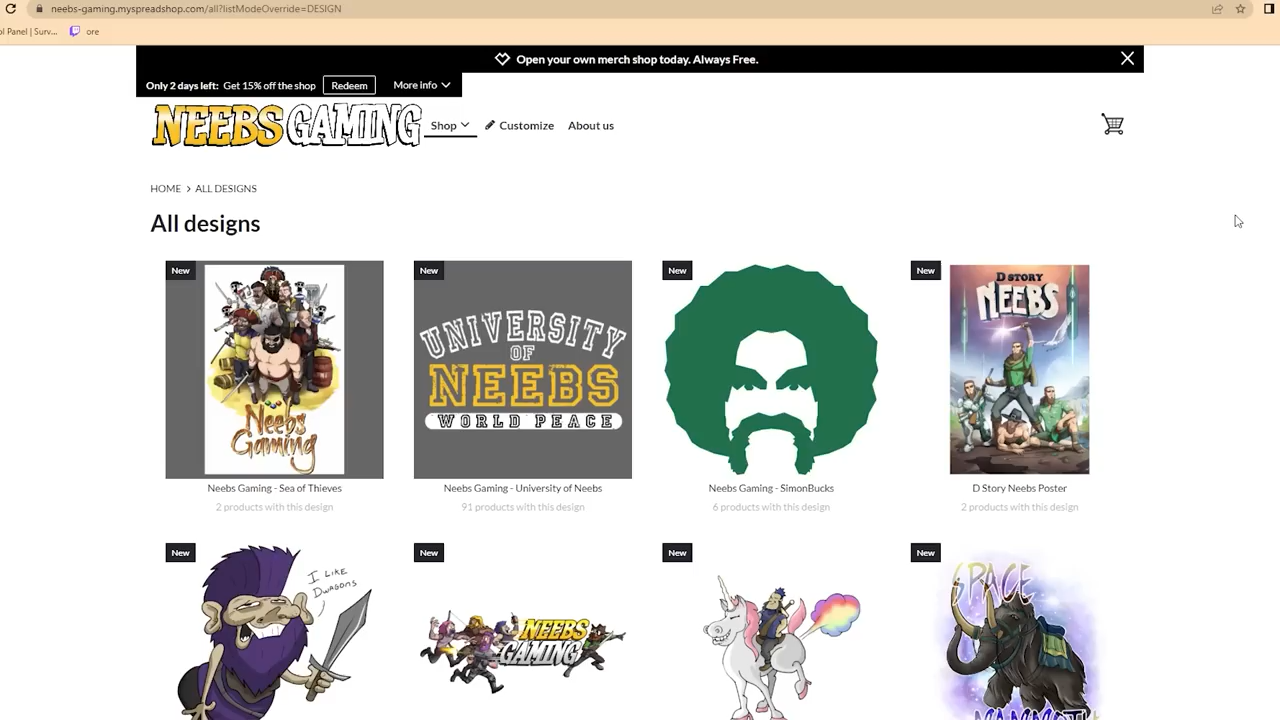 neebs-gaming.myspreadshop.com/all?listModeOverride=DESIGN
ol Panel | Surv... ore
Open your own merch shop today. Always Free.
Only 2 days left: Get 15% off the shop Redeem More info
NEEBS GAMING Shop Customize About us
HOME > ALL DESIGNS
All designs
New New New New
Neebs Gaming
UNIVERSITY OF NEEBS
WORLD PEACE
D STORY
NEEBS
Neebs Gaming - Sea of Thieves
2 products with this design
Neebs Gaming - University of Neebs
91 products with this design
Neebs Gaming - SimonBucks
6 products with this design
D Story Neebs Poster
2 products with this design
New New New New
I LIKE
DWAGONS
NEEBS
GAMING
SPACE
MAMMOTH